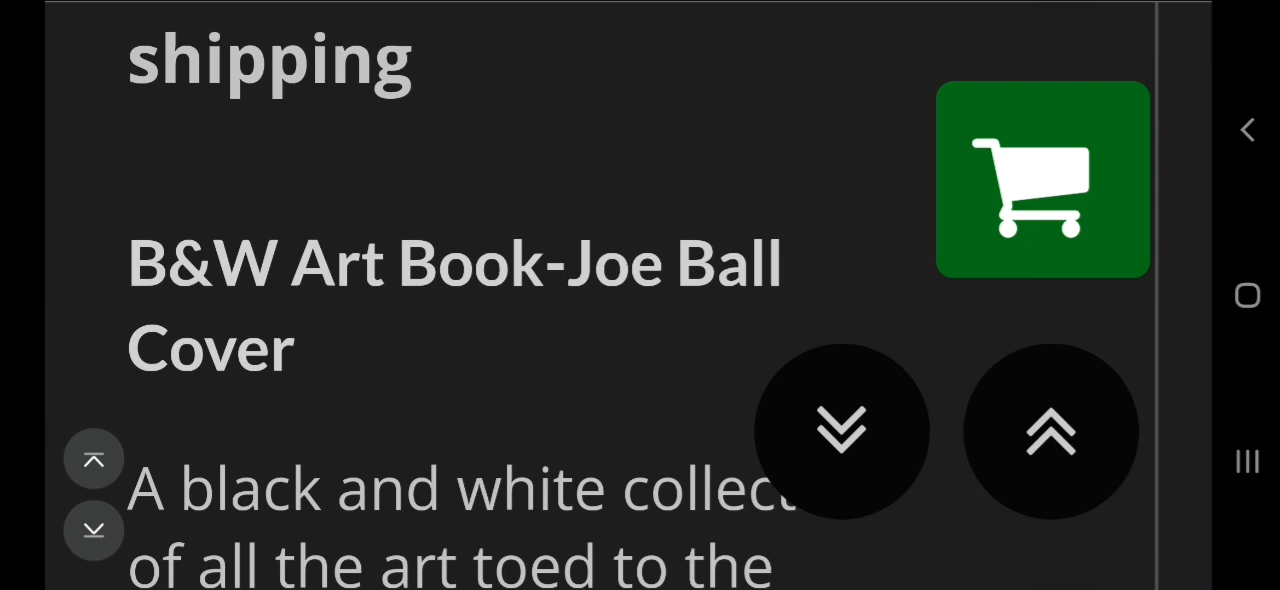 shipping
B&W Art Book-Joe Ball
Cover
A black and white collect
of all the art toed to the